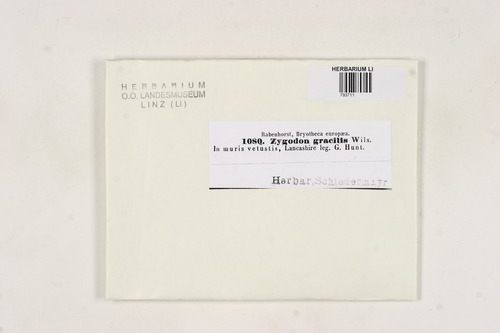 HERBARIUM
O.Ö. LANDESMUSEUM
LINZ (LI)
HERBARIUM LI
Rabenhorst, Bryotheca europæa.
1080. Zygodon gracilis Wils.
In muris vetustis, Lancashire leg. G. Hunt.
Herbar. Schiedermayr